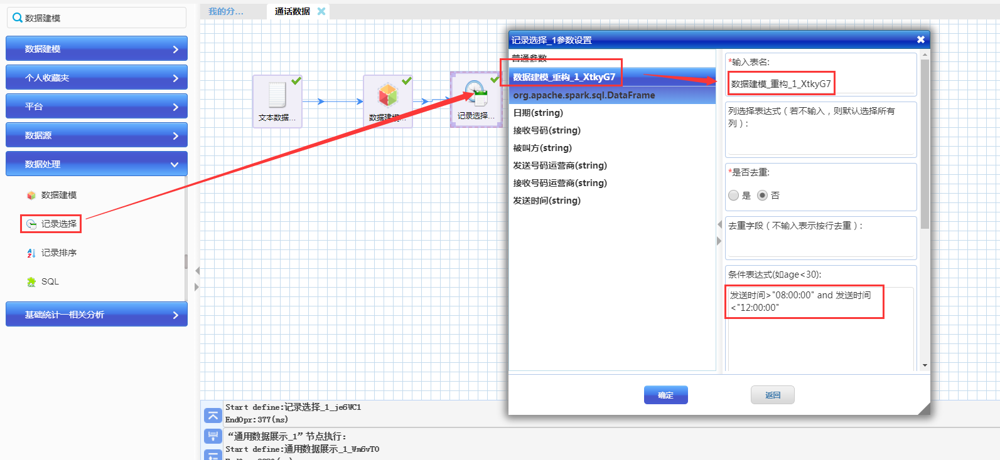 数据建模
数据建模
个人收藏夹
平台
数据源
数据处理
数据建模
记录选择
记录排序
SQL
基础统计—相关分析
我的分...
通话数据
文本数据...
数据建模...
记录选择...
记录选择_1参数设置
普通参数
数据建模_重构_1_XtkyG7
org.apache.spark.sql.DataFrame
日期(string)
接收号码(string)
被叫方(string)
发送号码运营商(string)
接收号码运营商(string)
发送时间(string)
*输入表名:
数据建模_重构_1_XtkyG7
列选择表达式（若不输入，则默认选择所有
列）:
*是否去重:
是 否
去重字段（不输入表示按行去重）:
条件表达式(如age<30):
发送时间>"08:00:00" and 发送时间
<"12:00:00"
确定
返回
Start define:记录选择_1_je6WC1
EndOpr:377(ms)
“通用数据展示_1”节点执行:
Start define:通用数据展示_1_Wm6vTO